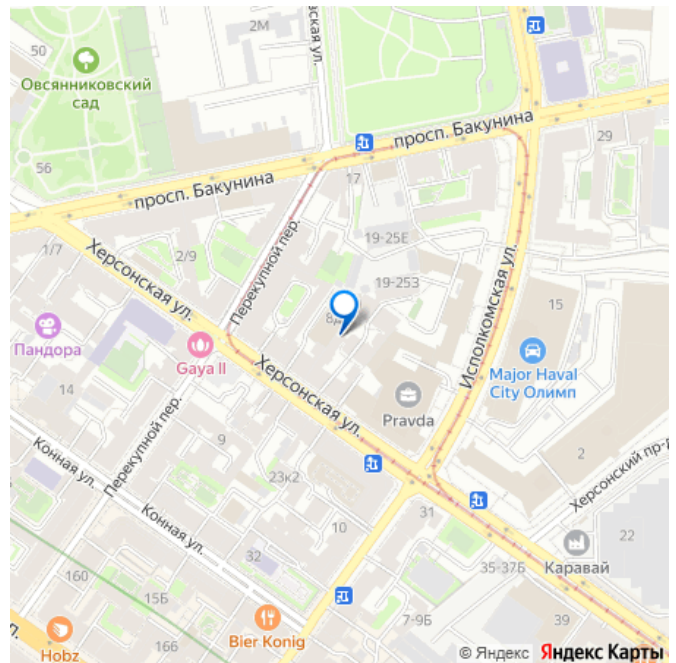 50
2М
вская ул.
Овсянниковский
сад
просп. Бакунина
29
56
просп. Бакунина
17
1/7
2/9
19-25Е
19-253
Херсонская ул.
Перекупной пер.
8Д
15
Исполкомская ул.
Пандора
Gaya II
Major Haval
City Олимп
14
Херсонская ул.
Pravda
Перекупной пер.
9
2
Конная ул.
23к2
Херсонский пр-д
10
31
22
Конная ул.
32
Каравай
35-37Б
160
15Б
7-9Б
39
Hobz
166
Bier Konig
© Яндекс Яндекс Карты